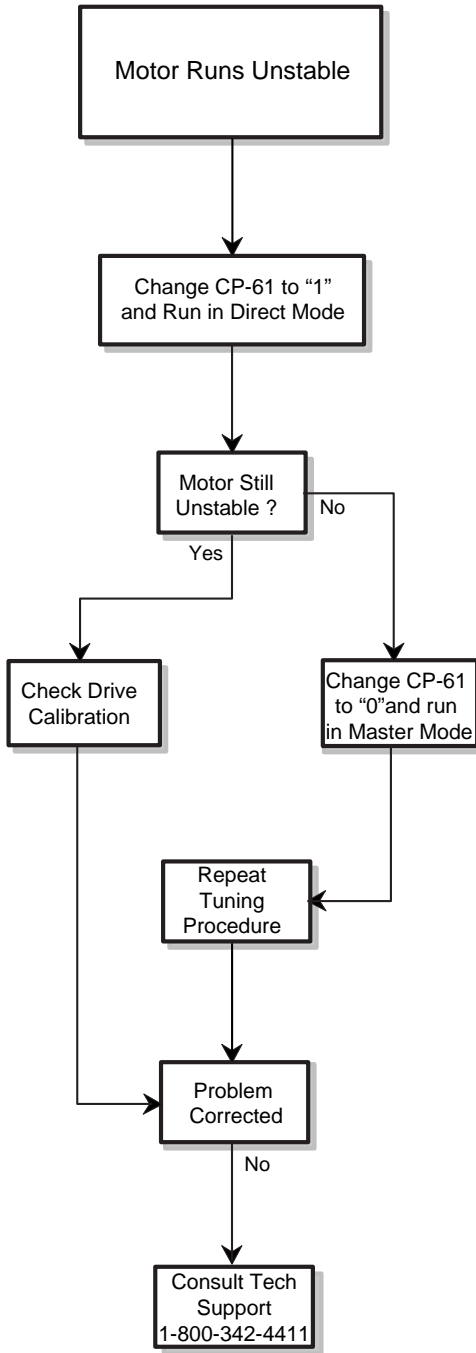 Motor Runs Unstable
Change CP-61 to “1”
and Run in Direct Mode
Motor Still
Unstable ?
No
Yes
Check Drive
Calibration
Change CP-61
to “0”and run
in Master Mode
Repeat
Tuning
Procedure
Problem
Corrected
No
Consult Tech
Support
1-800-342-4411